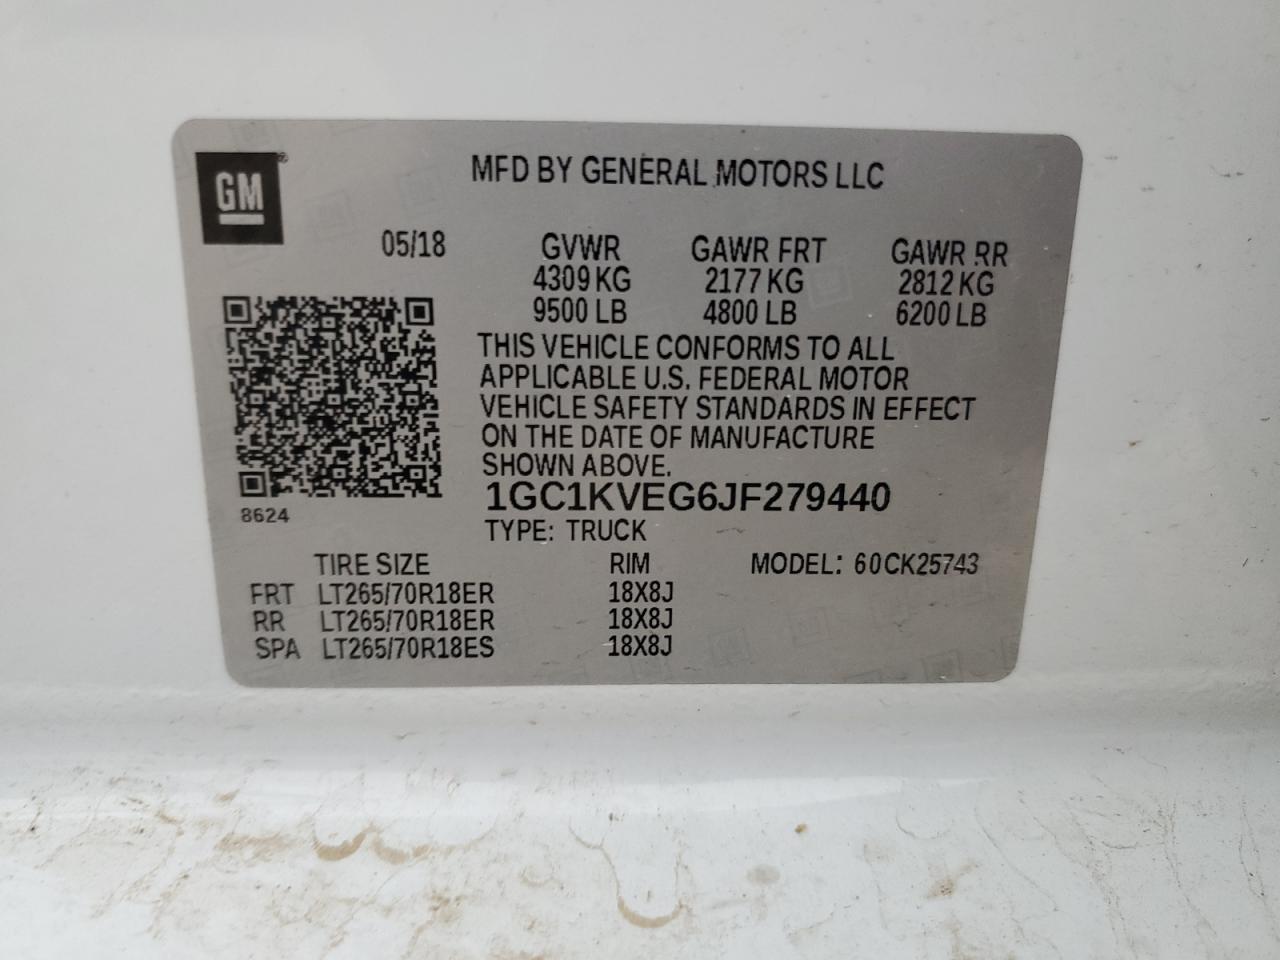 GM®
MFD BY GENERAL MOTORS LLC
05/18 GVWR GAWR FRT GAWR RR
4309 KG 2177 KG 2812 KG
9500 LB 4800 LB 6200 LB
THIS VEHICLE CONFORMS TO ALL
APPLICABLE U.S. FEDERAL MOTOR
VEHICLE SAFETY STANDARDS IN EFFECT
ON THE DATE OF MANUFACTURE
SHOWN ABOVE.
1GC1KVEG6JF279440
8624
TYPE: TRUCK
TIRE SIZE RIM MODEL: 60CK25743
FRT LT265/70R18ER 18X8J
RR LT265/70R18ER 18X8J
SPA LT265/70R18ES 18X8J